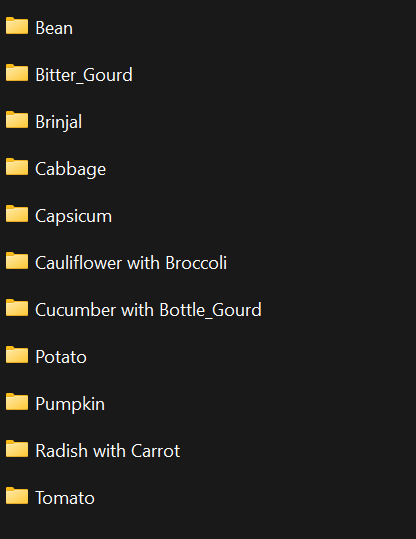 Bean
Bitter_Gourd
Brinjal
Cabbage
Capsicum
Cauliflower with Broccoli
Cucumber with Bottle_Gourd
Potato
Pumpkin
Radish with Carrot
Tomato